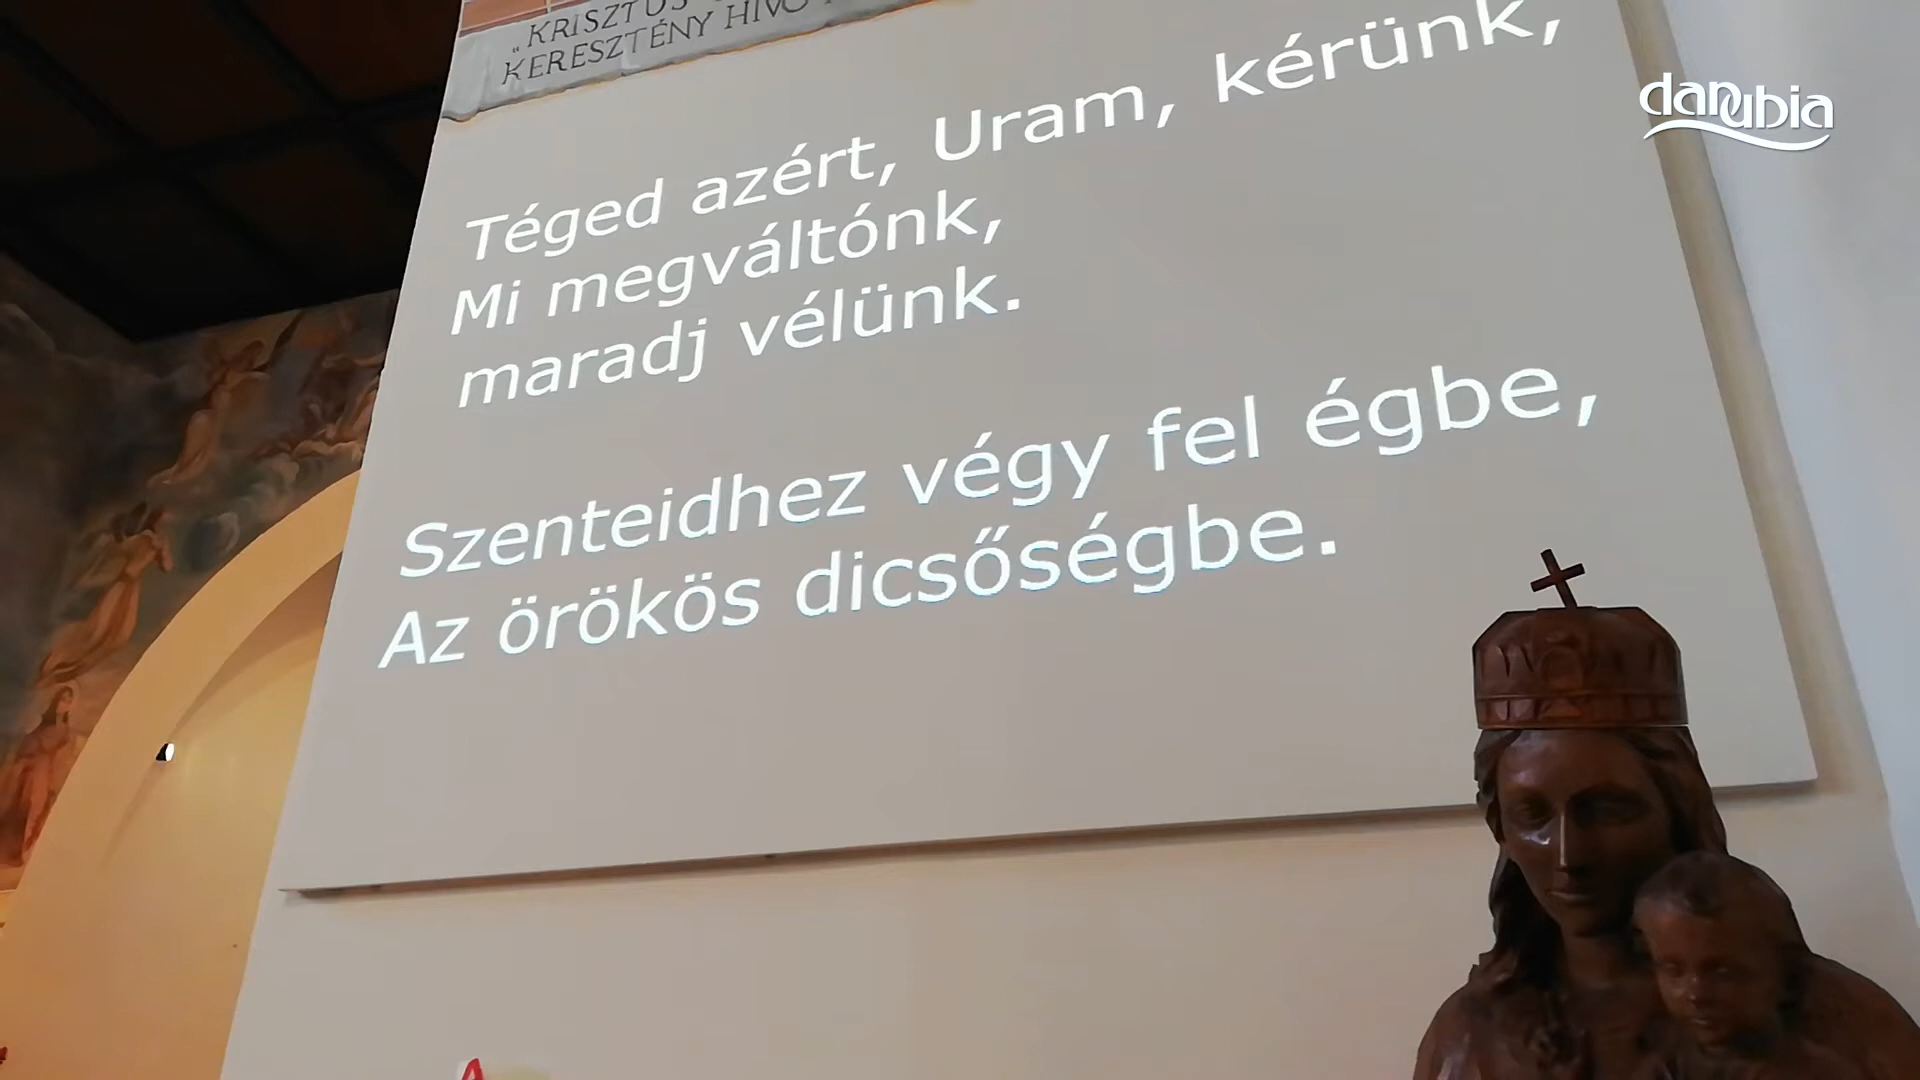 „KRISZTUS
KERESZTÉNY HÍVŐ
danubia
Téged azért, Uram, kérünk,
Mi megváltónk,
maradj vélünk.
Szenteidhez végy fel égbe,
Az örökös dicsőségbe.